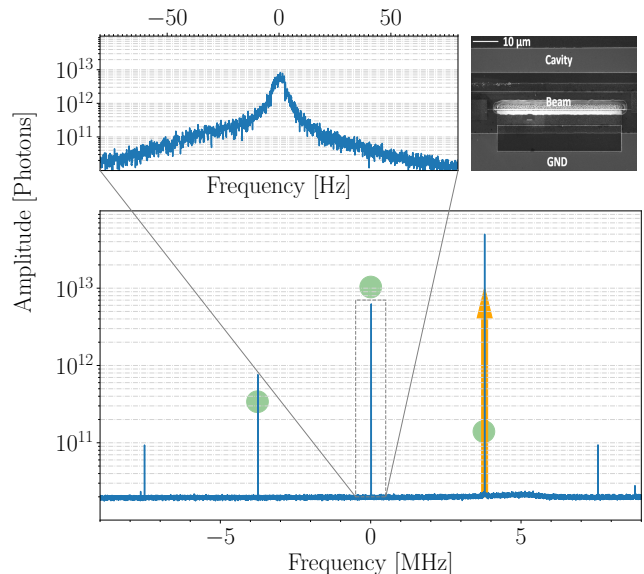 −50 0 50
10 µm
Cavity
Beam
GND
10^13
10^12
10^11
Frequency [Hz]
Amplitude [Photons]
10^13
10^12
10^11
−5 0 5
Frequency [MHz]